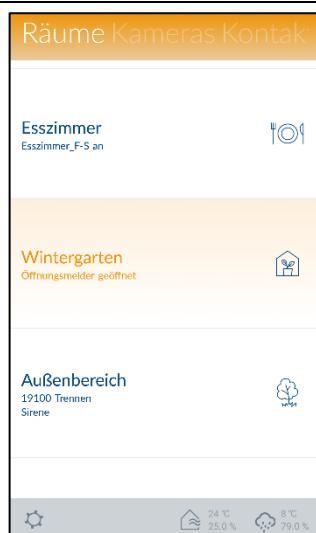 Räume Kameras Kontak
Esszimmer
Esszimmer_F-S an
Wintergarten
Öffnungsmelder geöffnet
Außenbereich
19100 Trennen
Sirene
24 °C
25.0 %
8 °C
79.0 %